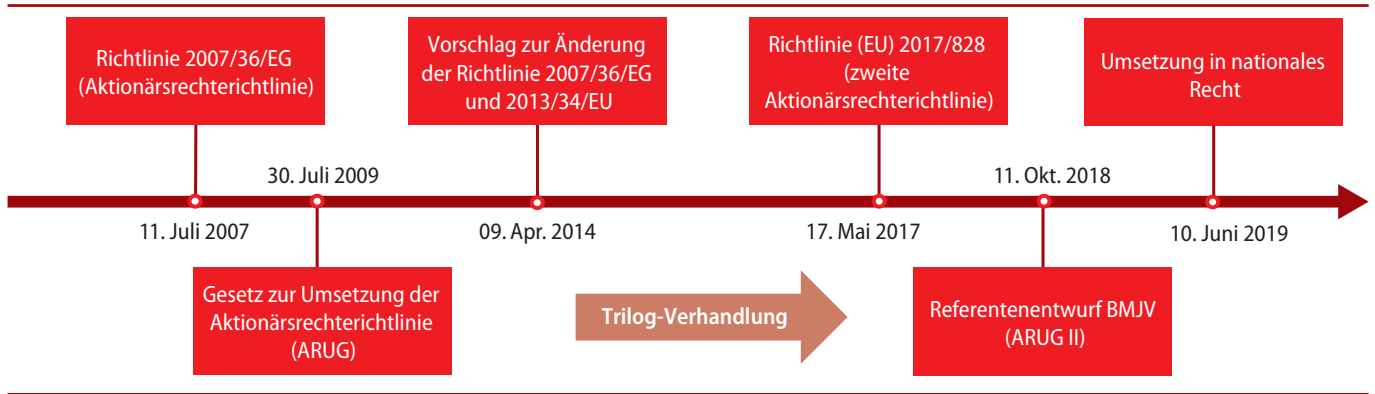 Richtlinie 2007/36/EG
(Aktionärsrechterichtlinie)
Vorschlag zur Änderung
der Richtlinie 2007/36/EG
und 2013/34/EU
Richtlinie (EU) 2017/828
(zweite
Aktionärsrechterichtlinie)
Umsetzung in nationales
Recht
30. Juli 2009
11. Okt. 2018
11. Juli 2007
09. Apr. 2014
17. Mai 2017
10. Juni 2019
Gesetz zur Umsetzung der
Aktionärsrechterichtlinie
(ARUG)
Trilog-Verhandlung
Referentenentwurf BMJV
(ARUG II)